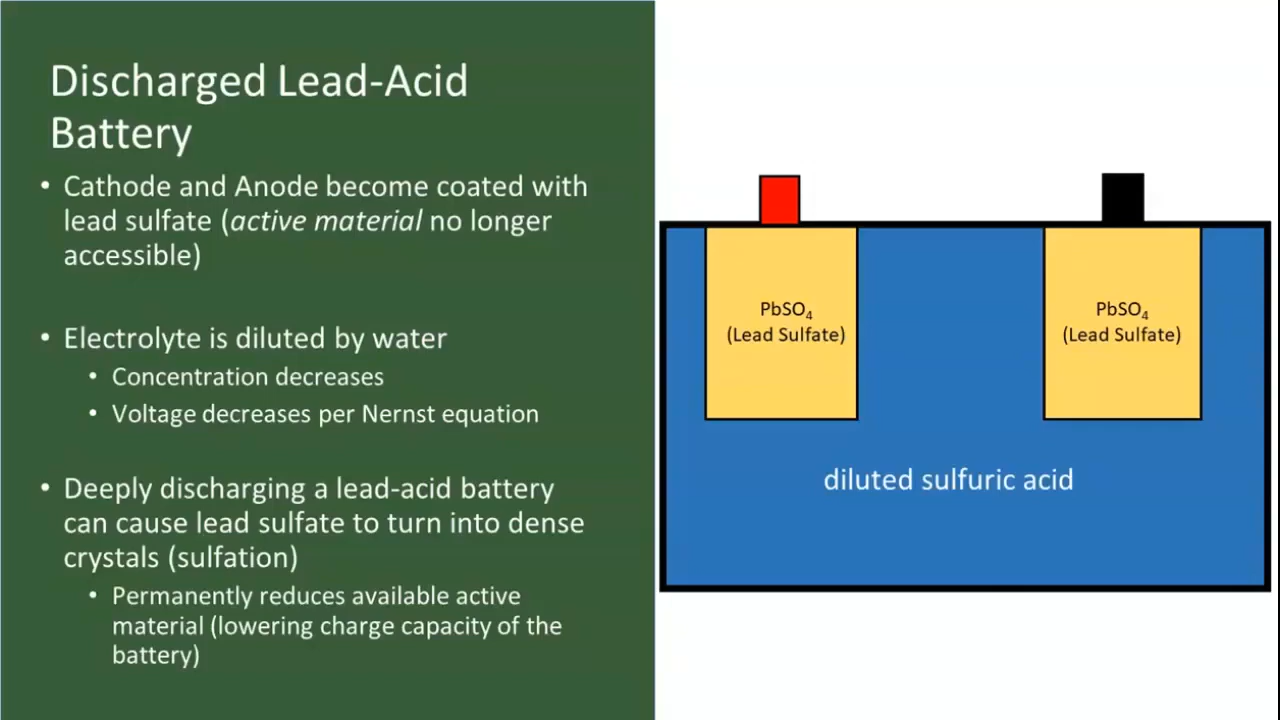 Discharged Lead-Acid
Battery
• Cathode and Anode become coated with
lead sulfate (active material no longer
accessible)
• Electrolyte is diluted by water
• Concentration decreases
• Voltage decreases per Nernst equation
• Deeply discharging a lead-acid battery
can cause lead sulfate to turn into dense
crystals (sulfation)
• Permanently reduces available active
material (lowering charge capacity of the
battery)
PbSO₄
(Lead Sulfate)
PbSO₄
(Lead Sulfate)
diluted sulfuric acid